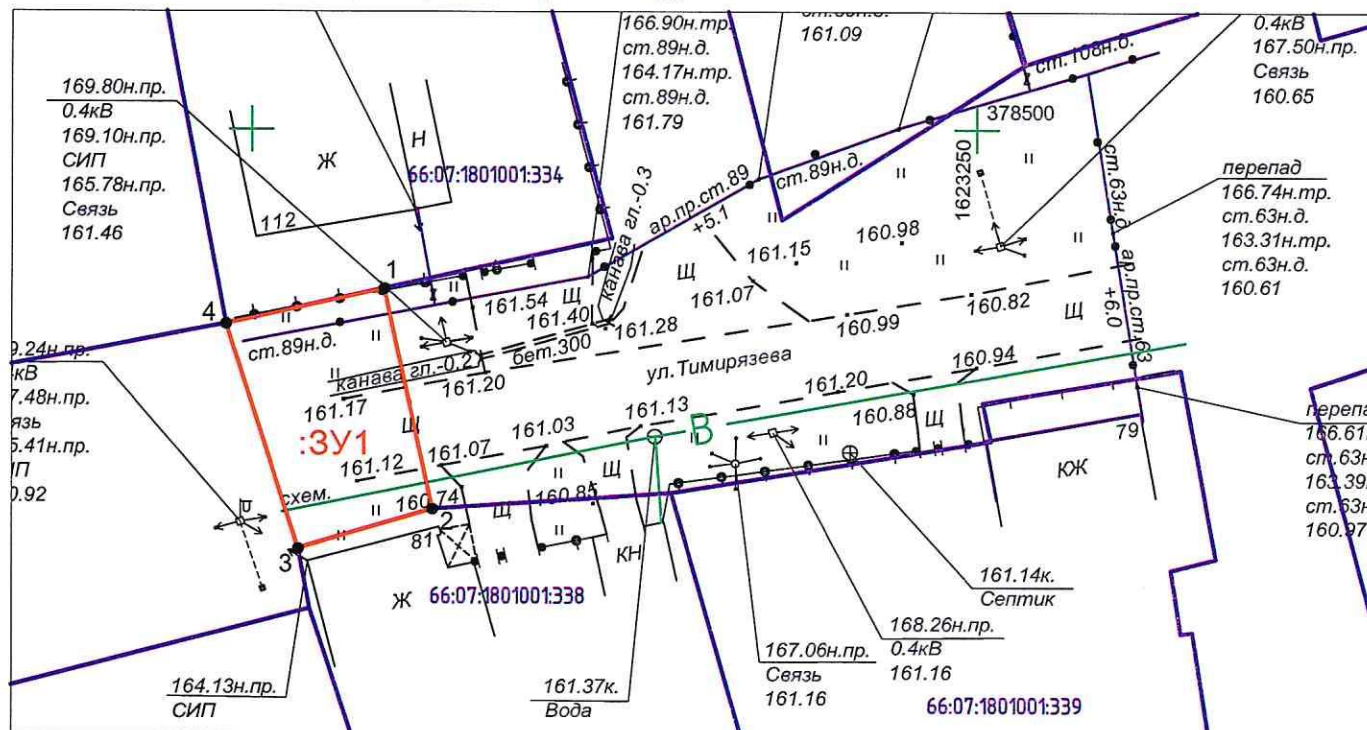 169.80н.пр.
0.4кВ
169.10н.пр.
СИП
165.78н.пр.
Связь
161.46
166.90н.тр.
ст.89н.д.
164.17н.тр.
ст.89н.д.
161.79
161.09
0.4кВ
167.50н.пр.
Связь
160.65
перепад
166.74н.тр.
ст.63н.д.
163.31н.тр.
ст.63н.д.
160.61
Ж
Н
112
66:07:1801001:334
ст.108н.д.
378500
1623250
ст.89н.д.
ар.пр.ст.89
+5.1
канава гл.-0.3
ст.63н.д.
ар.пр.ст.63
+6.0
1
4
ст.89н.д.
161.54
Щ
161.40
161.28
бет.300
канава гл.-0.2
161.20
161.17
Щ
161.15
161.07
160.98
160.99
160.82
Щ
ул.Тимирязева
160.94
161.20
160.88
Щ
161.13
В
161.03
161.07
161.12
Щ
:ЗУ1
схем.
160.74
2
3
81
Щ
160.85
Щ
КН
Ж
66:07:1801001:338
79
КЖ
кВ
161.14к.
Септик
168.26н.пр.
0.4кВ
161.16
167.06н.пр.
Связь
161.16
161.37к.
Вода
164.13н.пр.
СИП
66:07:1801001:339